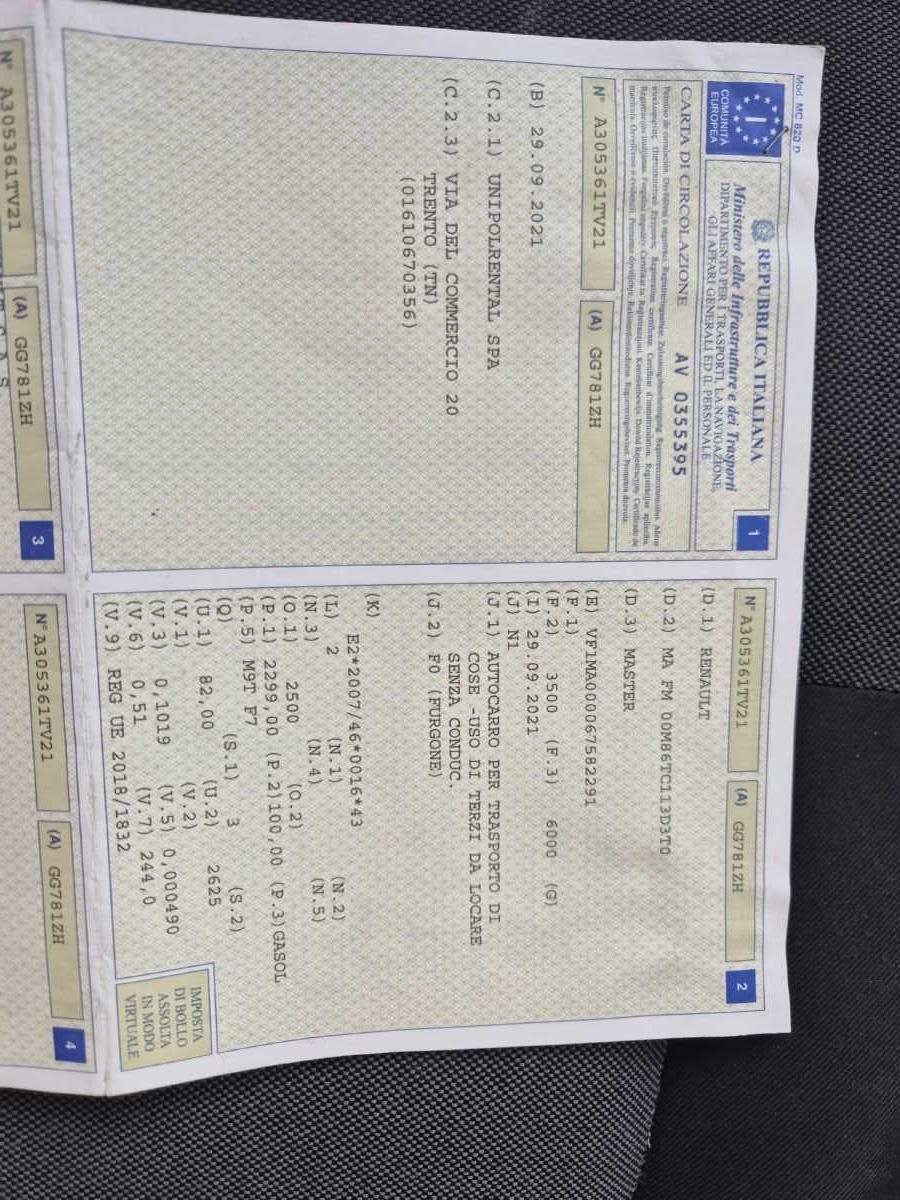 Mod. MC 820 D
COMUNITÀ
EUROPEA
I
REPUBBLICA ITALIANA
Ministero delle Infrastrutture e dei Trasporti
DIPARTIMENTO PER I TRASPORTI, LA NAVIGAZIONE,
GLI AFFARI GENERALI ED IL PERSONALE
1
CARTA DI CIRCOLAZIONE AV 0355395
N° A305361TV21 (A) GG781ZH
(B) 29.09.2021
(C.2.1) UNIPOLRENTAL SPA
(C.2.3) VIA DEL COMMERCIO 20
TRENTO (TN)
(01610670356)
N° A305361TV21 (A) GG781ZH
2
(D.1) RENAULT
(D.2) MA FM 00M86TC113D3T0
(D.3) MASTER
(E) VF1MA000067582291
(F.1)
(F.2) 3500 (F.3) 6000 (G)
(I) 29.09.2021
(J) N1
(J.1) AUTOCARRO PER TRASPORTO DI
COSE -USO DI TERZI DA LOCARE
SENZA CONDUC.
(J.2) F0 (FURGONE)
(K)
E2*2007/46*0016*43
(L) 2 (N.1) (N.2)
(N.3) (N.4) (N.5)
(O.1) 2500 (O.2)
(P.1) 2299,00 (P.2)100,00 (P.3)GASOL
(P.5) M9T F7
(Q) (S.1) 3 (S.2)
(U.1) 82,00 (U.2) 2625
(V.1) (V.2)
(V.3) 0,1019 (V.5) 0,000490
(V.6) 0,51 (V.7) 244,0
(V.9) REG UE 2018/1832
IMPOSTA
DI BOLLO
ASSOLTA
IN MODO
VIRTUALE
N° A305361TV21 (A) GG781ZH
3
N° A305361TV21 (A) GG781ZH
4